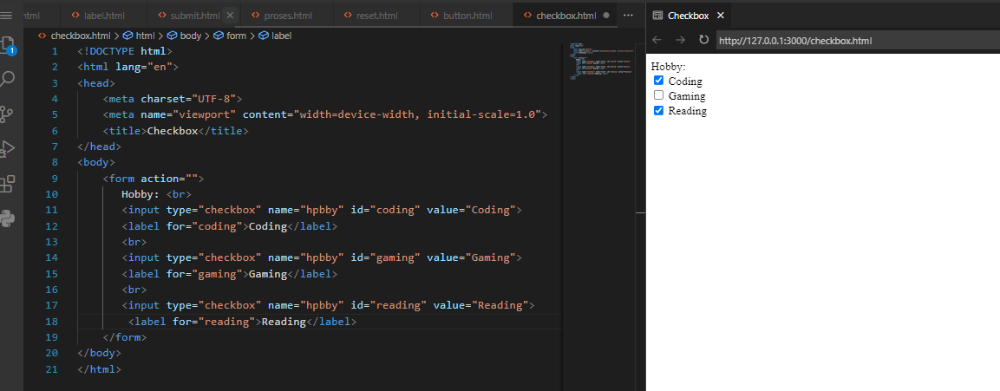 ntml label.html submit.html proses.html reset.html button.html checkbox.html
Checkbox
checkbox.html > html > body > form > label
http://127.0.0.1:3000/checkbox.html
1
1 <!DOCTYPE html>
2 <html lang="en">
3 <head>
4 <meta charset="UTF-8">
5 <meta name="viewport" content="width=device-width, initial-scale=1.0">
6 <title>Checkbox</title>
7 </head>
8 <body>
9 <form action="">
10 Hobby: <br>
11 <input type="checkbox" name="hpbby" id="coding" value="Coding">
12 <label for="coding">Coding</label>
13 <br>
14 <input type="checkbox" name="hpbby" id="gaming" value="Gaming">
15 <label for="gaming">Gaming</label>
16 <br>
17 <input type="checkbox" name="hpbby" id="reading" value="Reading">
18 <label for="reading">Reading</label>
19 </form>
20 </body>
21 </html>
Hobby:
Coding
Gaming
Reading